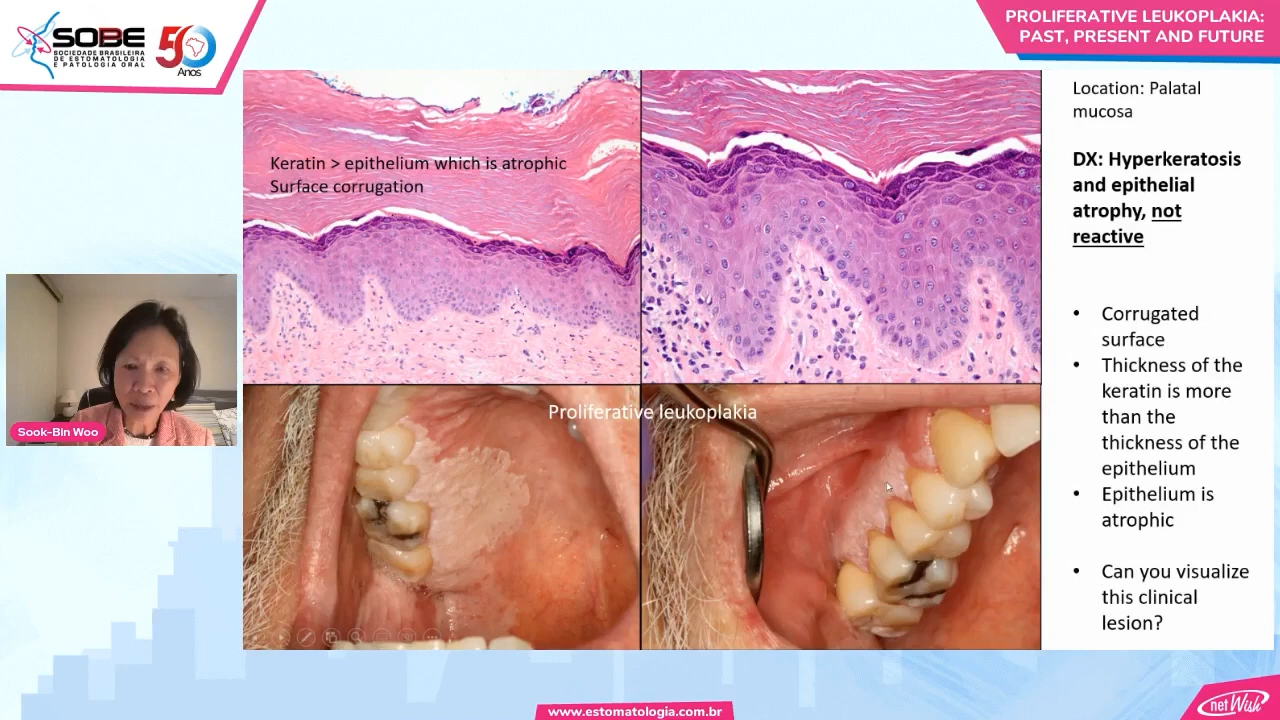 SOBE
SOCIEDADE BRASILEIRA
DE ESTOMATOLOGIA
E PATOLOGIA ORAL
50
Anos
PROLIFERATIVE LEUKOPLAKIA:
PAST, PRESENT AND FUTURE
Keratin > epithelium which is atrophic
Surface corrugation
Proliferative leukoplakia
Location: Palatal
mucosa
DX: Hyperkeratosis
and epithelial
atrophy, not
reactive
• Corrugated
surface
• Thickness of the
keratin is more
than the
thickness of the
epithelium
• Epithelium is
atrophic
• Can you visualize
this clinical
lesion?
Sook-Bin Woo
www.estomatologia.com.br
netWish